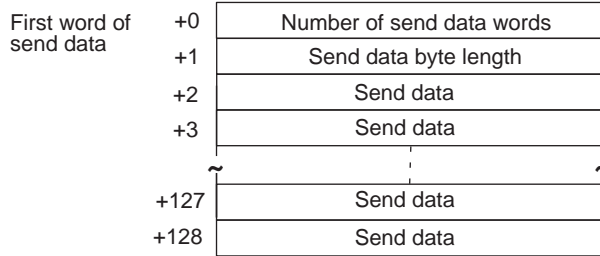 First word of
send data
+0 Number of send data words
+1 Send data byte length
+2 Send data
+3 Send data
+127 Send data
+128 Send data